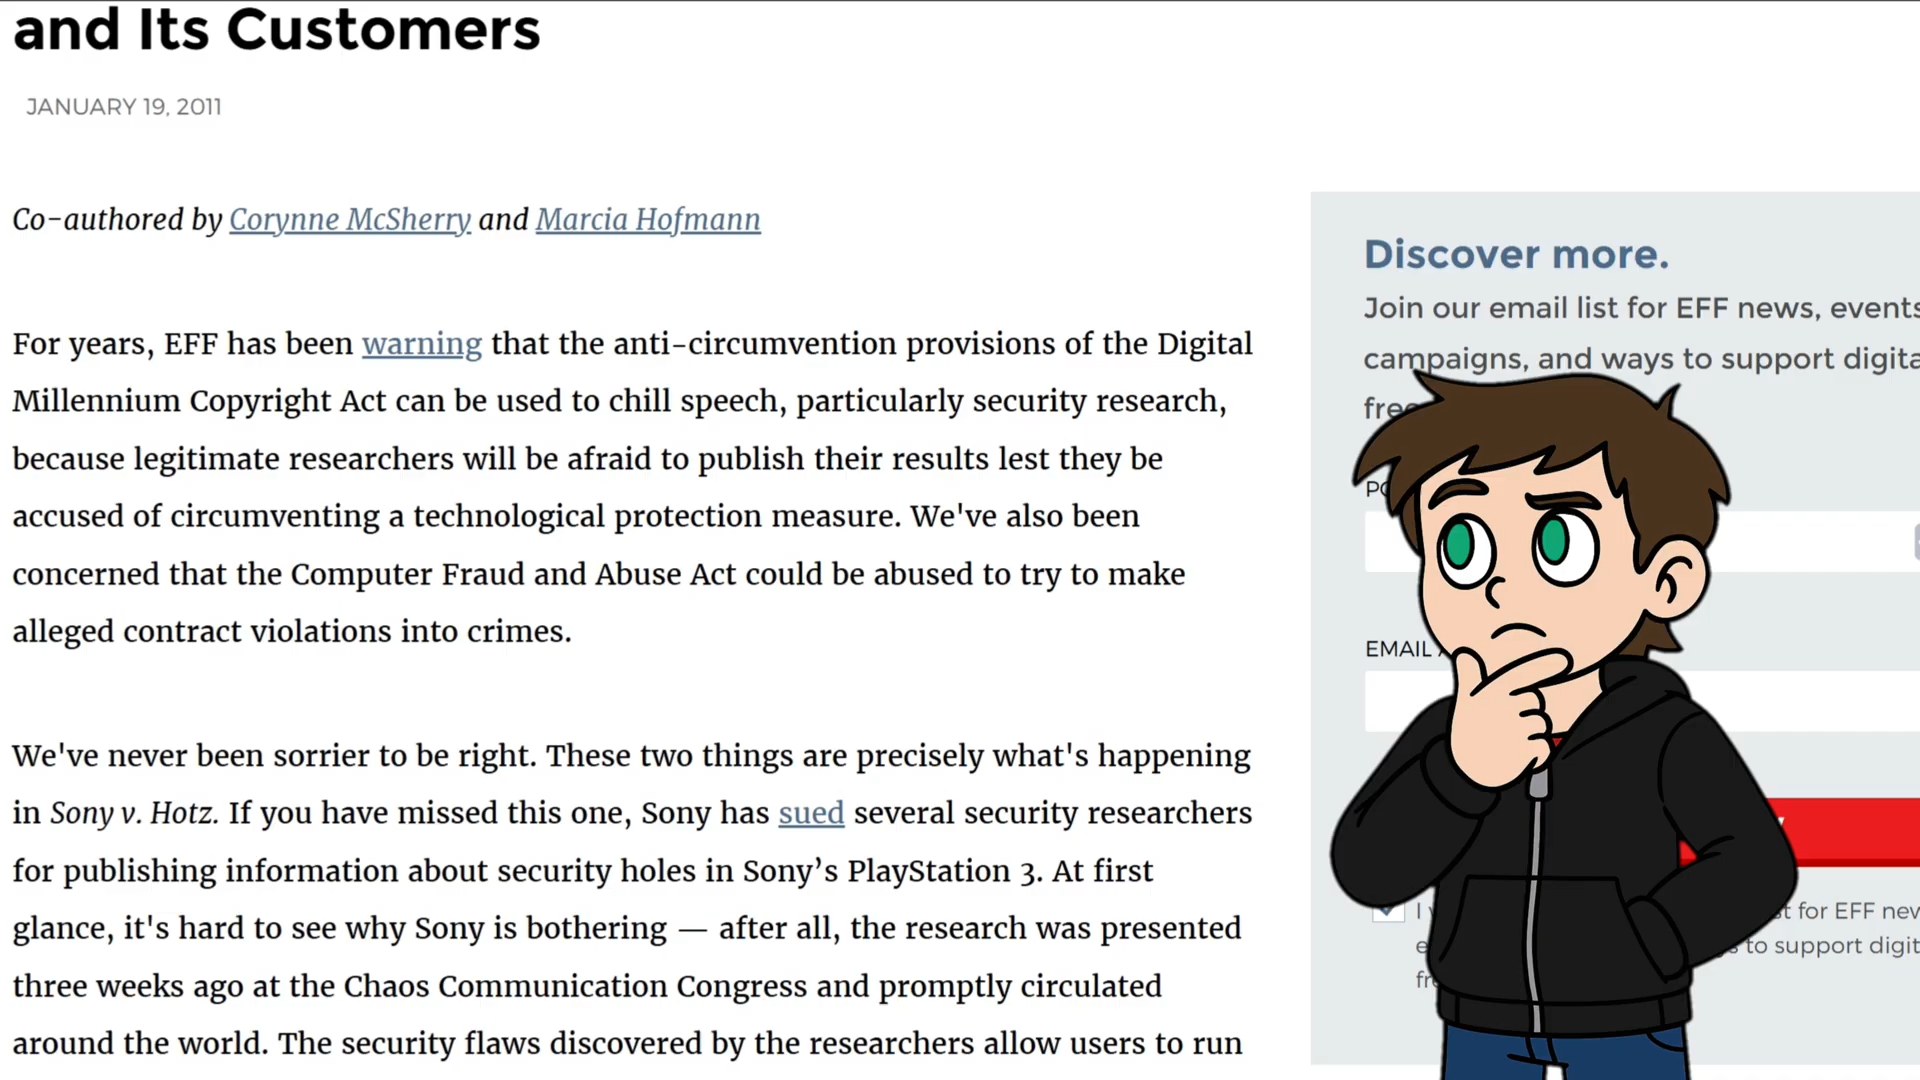 and Its Customers
JANUARY 19, 2011
Co-authored by Corynne McSherry and Marcia Hofmann
For years, EFF has been warning that the anti-circumvention provisions of the Digital
Millennium Copyright Act can be used to chill speech, particularly security research,
because legitimate researchers will be afraid to publish their results lest they be
accused of circumventing a technological protection measure. We've also been
concerned that the Computer Fraud and Abuse Act could be abused to try to make
alleged contract violations into crimes.
We've never been sorrier to be right. These two things are precisely what's happening
in Sony v. Hotz. If you have missed this one, Sony has sued several security researchers
for publishing information about security holes in Sony’s PlayStation 3. At first
glance, it's hard to see why Sony is bothering — after all, the research was presented
three weeks ago at the Chaos Communication Congress and promptly circulated
around the world. The security flaws discovered by the researchers allow users to run
Discover more.
Join our email list for EFF news, events
campaigns, and ways to support digita
EMAIL
I
for EFF new
to support digit